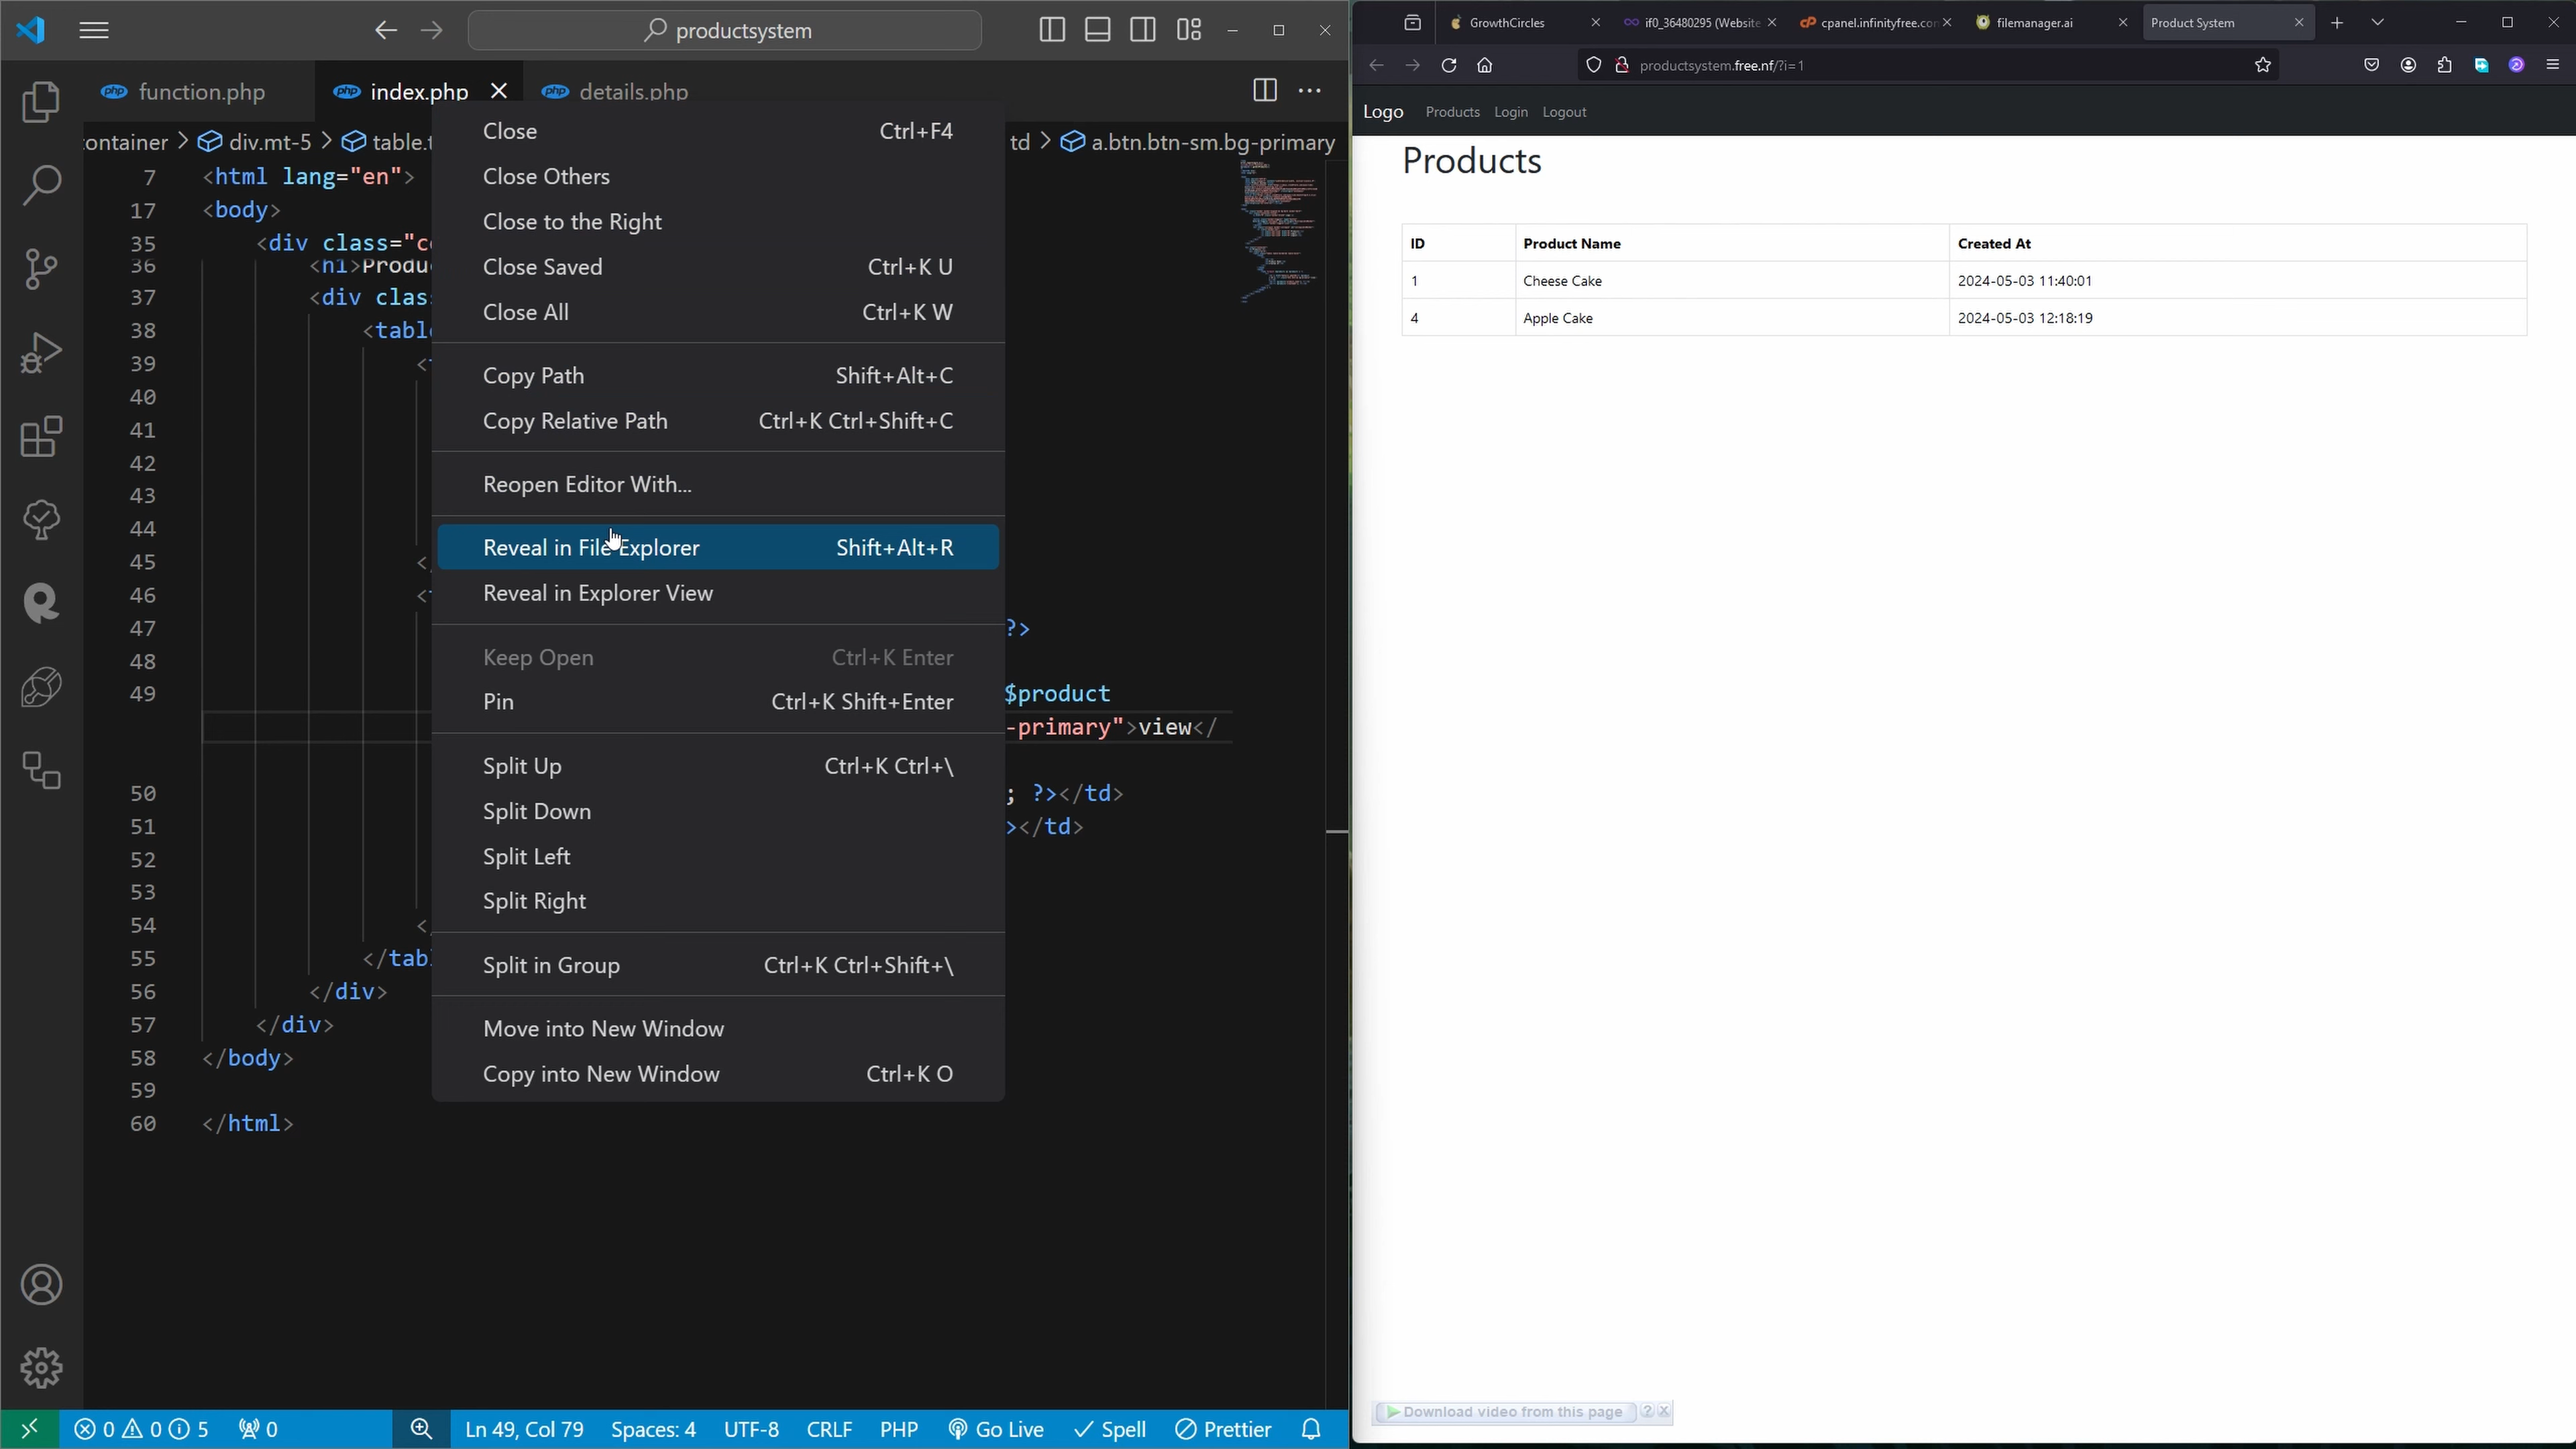 productsystem
function.php
index.php
details.php
container > div.mt-5 > table.t
td > a.btn.btn-sm.bg-primary
7 <html lang="en">
17 <body>
35 <div class="c
36 <h1>Produ
37 <div clas
38 <table
39 <
40
41
42
43
44
45 <
46 <
47 ?>
48
49 $product
-primary">view</
50 ; ?></td>
51 ></td>
52
53
54 <
55 </tab
56 </div>
57 </div>
58 </body>
59
60 </html>
Close Ctrl+F4
Close Others
Close to the Right
Close Saved Ctrl+K U
Close All Ctrl+K W
Copy Path Shift+Alt+C
Copy Relative Path Ctrl+K Ctrl+Shift+C
Reopen Editor With...
Reveal in File Explorer Shift+Alt+R
Reveal in Explorer View
Keep Open Ctrl+K Enter
Pin Ctrl+K Shift+Enter
Split Up Ctrl+K Ctrl+\
Split Down
Split Left
Split Right
Split in Group Ctrl+K Ctrl+Shift+\
Move into New Window
Copy into New Window Ctrl+K O
0 0 5 0 Ln 49, Col 79 Spaces: 4 UTF-8 CRLF PHP Go Live Spell Prettier
GrowthCircles if0_36480295 (Website cpanel.infinityfree.con filemanager.ai Product System
productsystem.free.nf/?i=1
Logo Products Login Logout
Products
ID Product Name Created At
1 Cheese Cake 2024-05-03 11:40:01
4 Apple Cake 2024-05-03 12:18:19
Download video from this page ? X